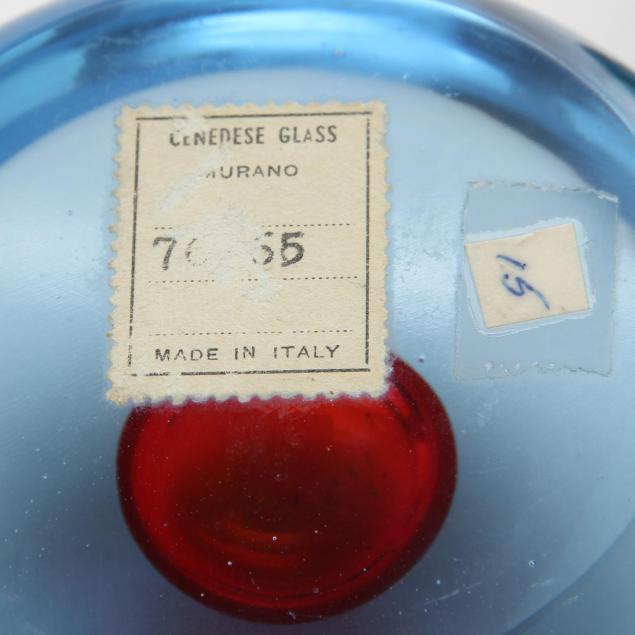 CENEDESE GLASS
MURANO
MADE IN ITALY
15